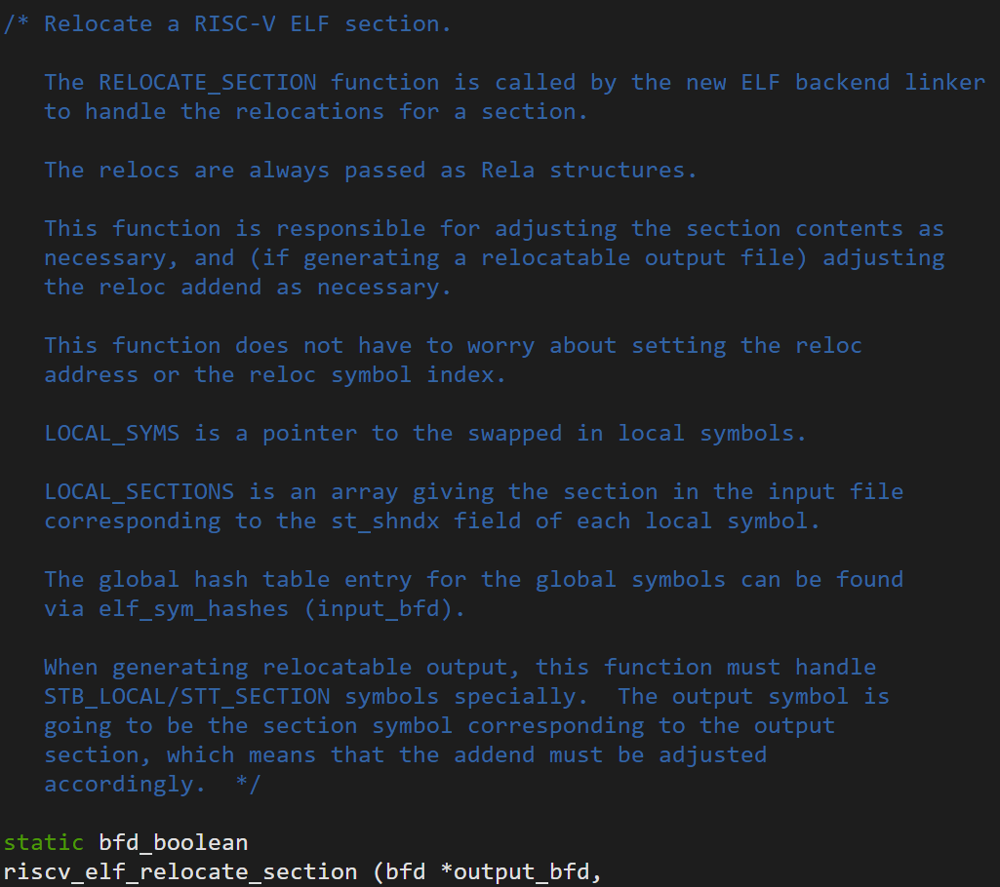 /* Relocate a RISC-V ELF section.
The RELOCATE_SECTION function is called by the new ELF backend linker
to handle the relocations for a section.
The relocs are always passed as Rela structures.
This function is responsible for adjusting the section contents as
necessary, and (if generating a relocatable output file) adjusting
the reloc addend as necessary.
This function does not have to worry about setting the reloc
address or the reloc symbol index.
LOCAL_SYMS is a pointer to the swapped in local symbols.
LOCAL_SECTIONS is an array giving the section in the input file
corresponding to the st_shndx field of each local symbol.
The global hash table entry for the global symbols can be found
via elf_sym_hashes (input_bfd).
When generating relocatable output, this function must handle
STB_LOCAL/STT_SECTION symbols specially.  The output symbol is
going to be the section symbol corresponding to the output
section, which means that the addend must be adjusted
accordingly.  */
static bfd_boolean
riscv_elf_relocate_section (bfd *output_bfd,